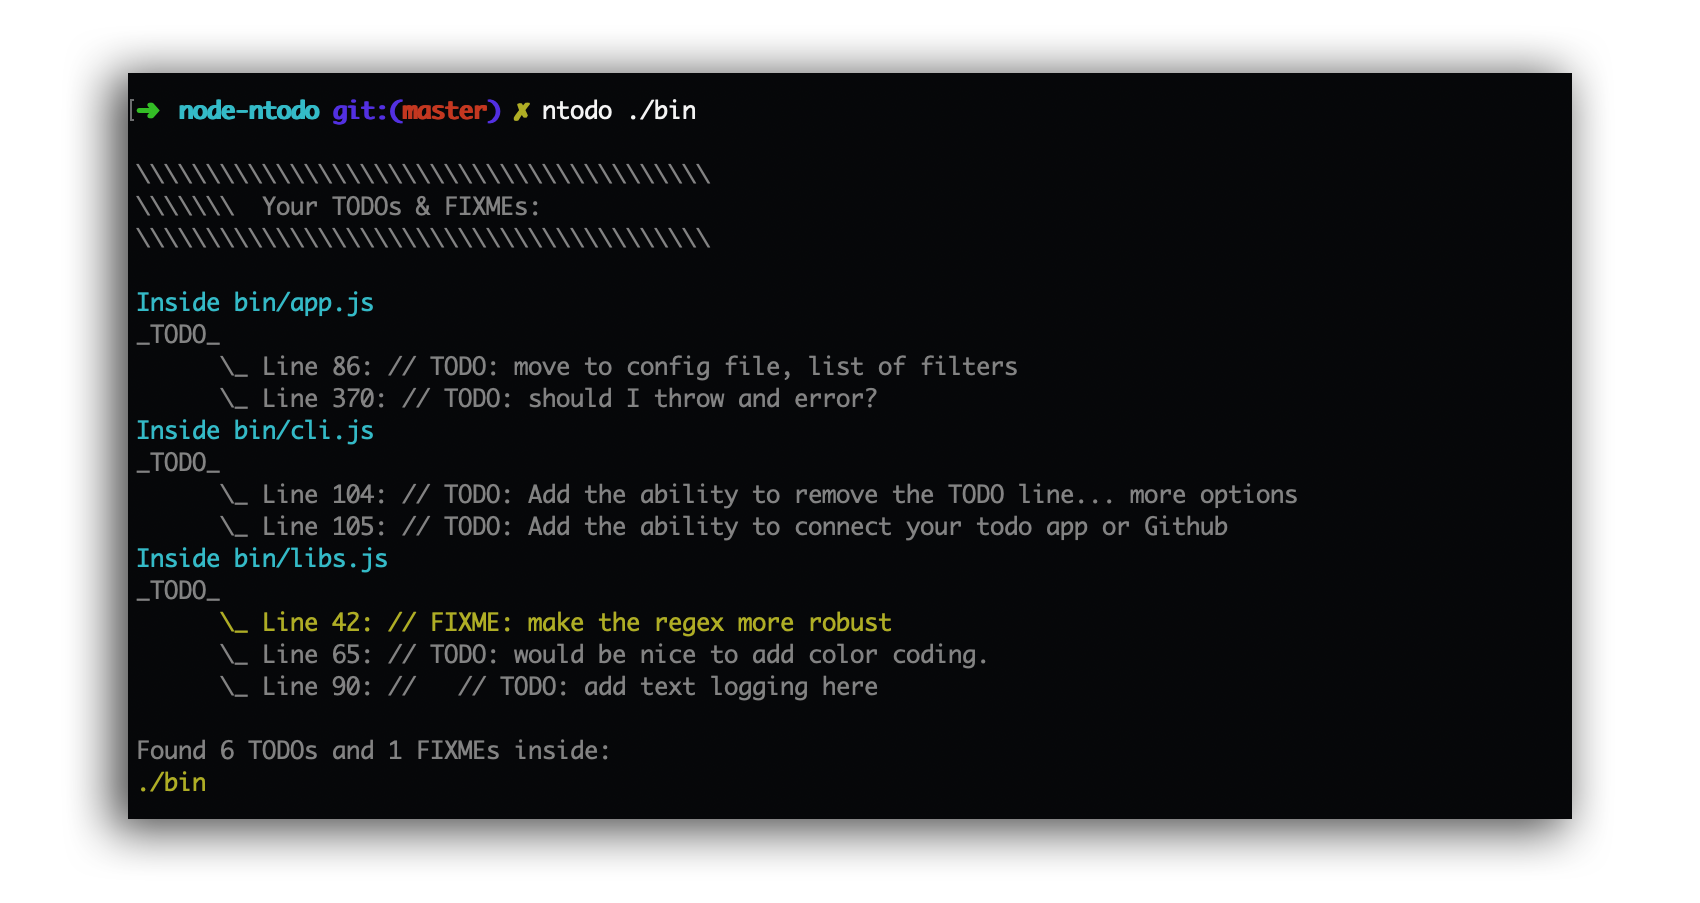 [➜ node-ntodo git:(master) ✗ ntodo ./bin
\\\\\\\\\\\\\\\\\\\\\\\\\\\\\\\\\\\\\\\\\
\\\\\\\  Your TODOs & FIXMEs:
\\\\\\\\\\\\\\\\\\\\\\\\\\\\\\\\\\\\\\\\\
Inside bin/app.js
_TODO_
      \_ Line 86: // TODO: move to config file, list of filters
      \_ Line 370: // TODO: should I throw and error?
Inside bin/cli.js
_TODO_
      \_ Line 104: // TODO: Add the ability to remove the TODO line... more options
      \_ Line 105: // TODO: Add the ability to connect your todo app or Github
Inside bin/libs.js
_TODO_
      \_ Line 42: // FIXME: make the regex more robust
      \_ Line 65: // TODO: would be nice to add color coding.
      \_ Line 90: //   // TODO: add text logging here
Found 6 TODOs and 1 FIXMEs inside:
./bin